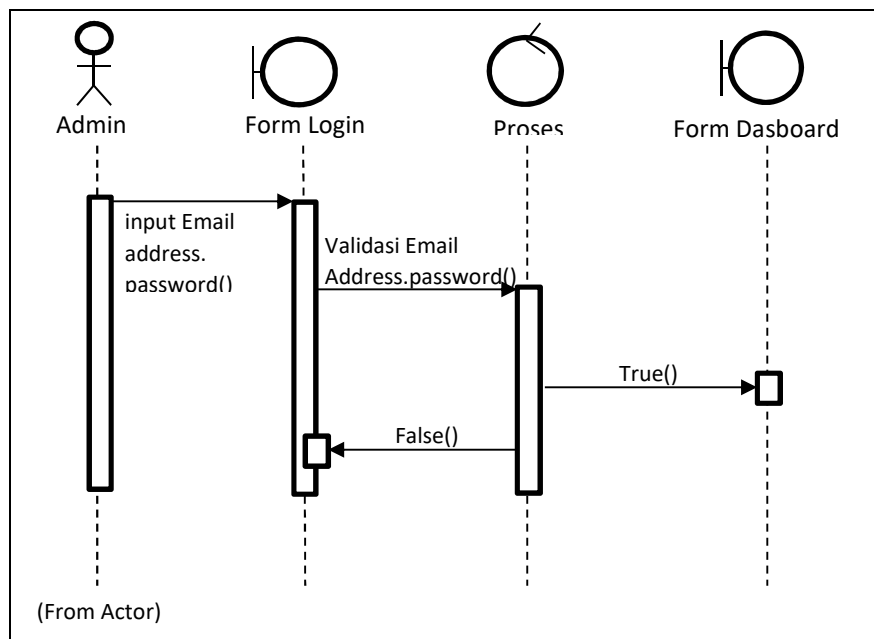 Admin
Form Login
Proses
Form Dasboard
input Email
address.
password()
Validasi Email
Address.password()
True()
False()
(From Actor)